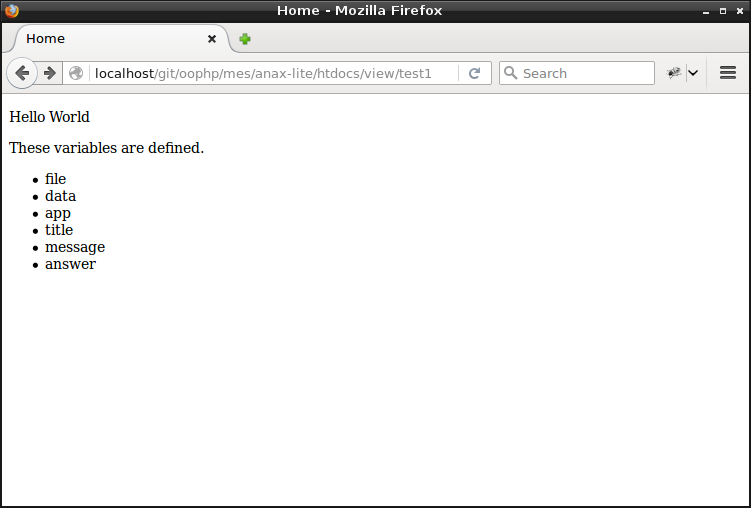 Home - Mozilla Firefox
Home
localhost/git/oophp/mes/anax-lite/htdocs/view/test1
Search
Hello World
These variables are defined.
file
data
app
title
message
answer